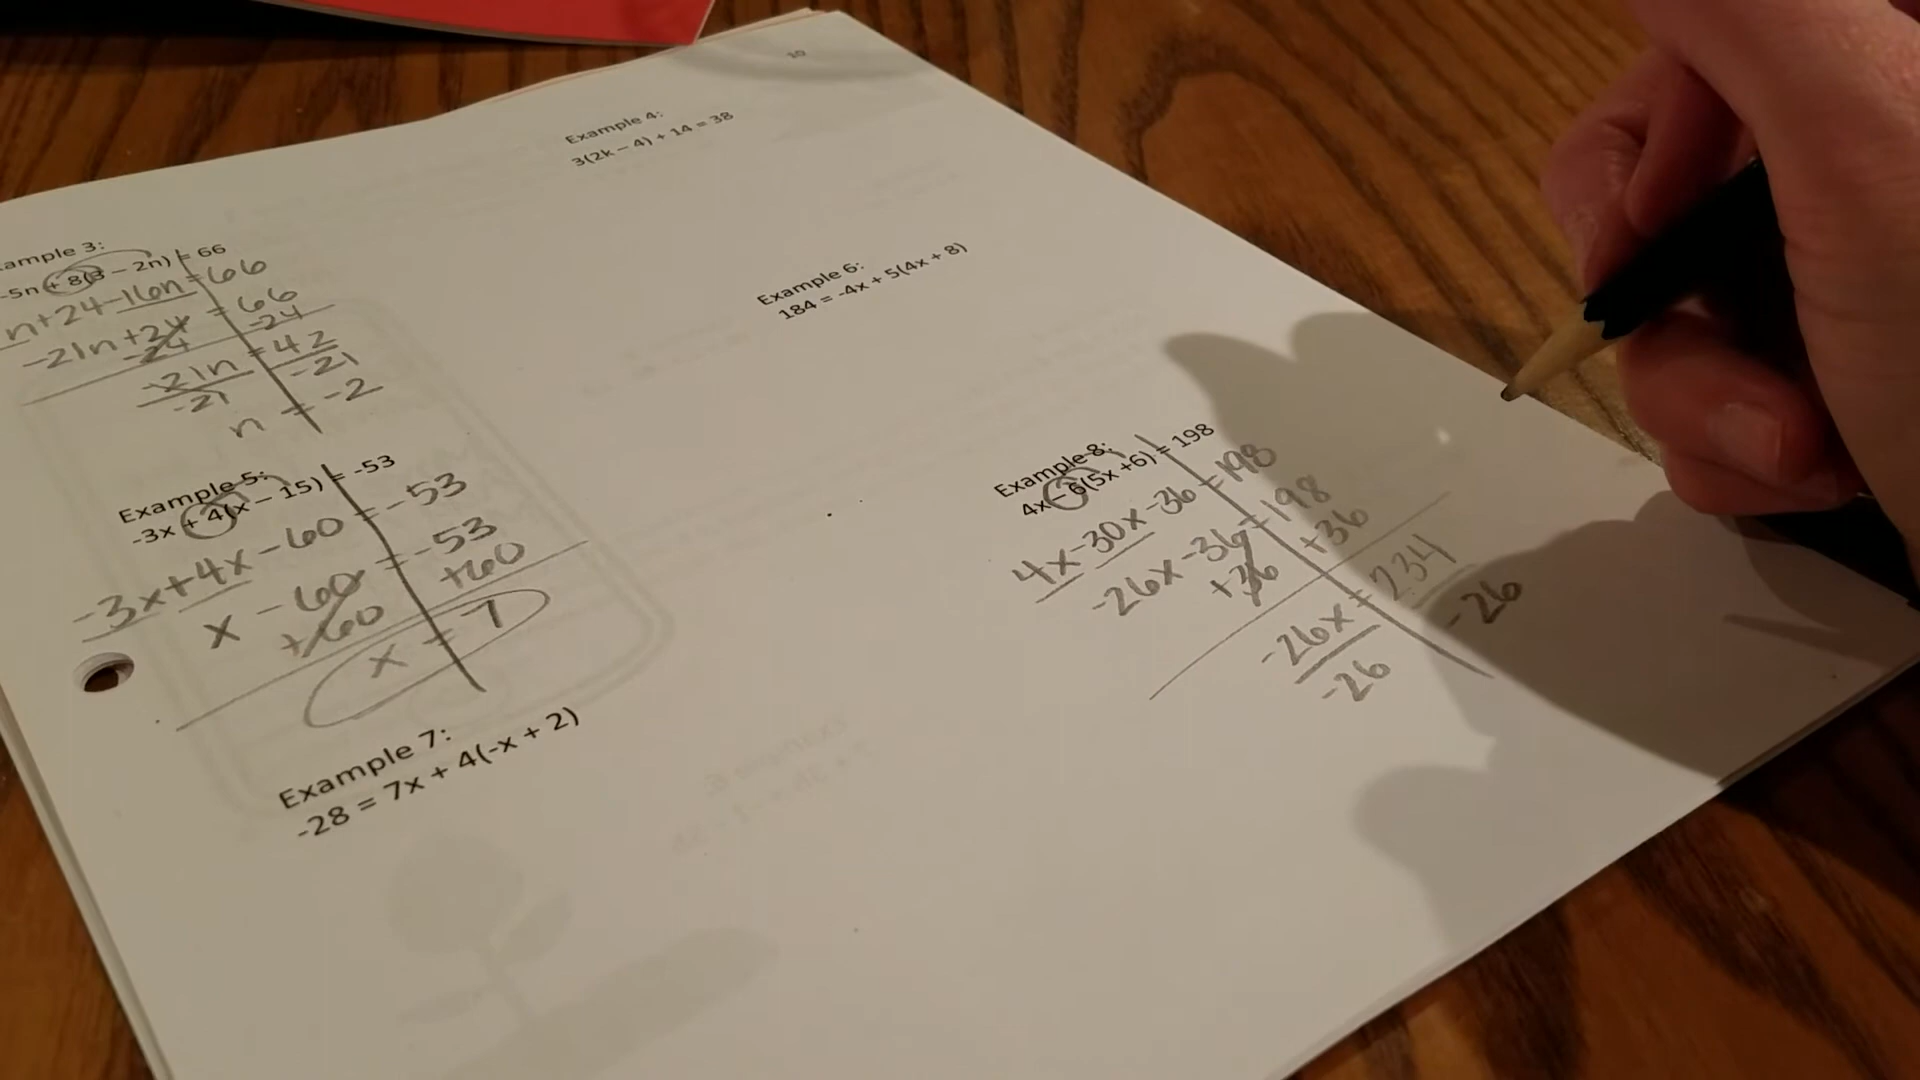 10
Example 4:
3(2k – 4) + 14 = 38
ample 3:
-5n + 8(3 – 2n) = 66
n+24-16n = 66
-21n +24 = 66
-24 -24
-21n = 42
-21 -21
n = -2
Example 6:
184 = -4x + 5(4x + 8)
Example 5:
-3x + 4(x – 15) = -53
-3x+4x-60 = -53
x - 60 = -53
+60 +60
x = 7
Example 8:
4x – 6(5x +6) = 198
4x-30x-36 = 198
-26x-36 = 198
+36 +36
-26x = 234
-26 -26
Example 7:
-28 = 7x + 4(-x + 2)